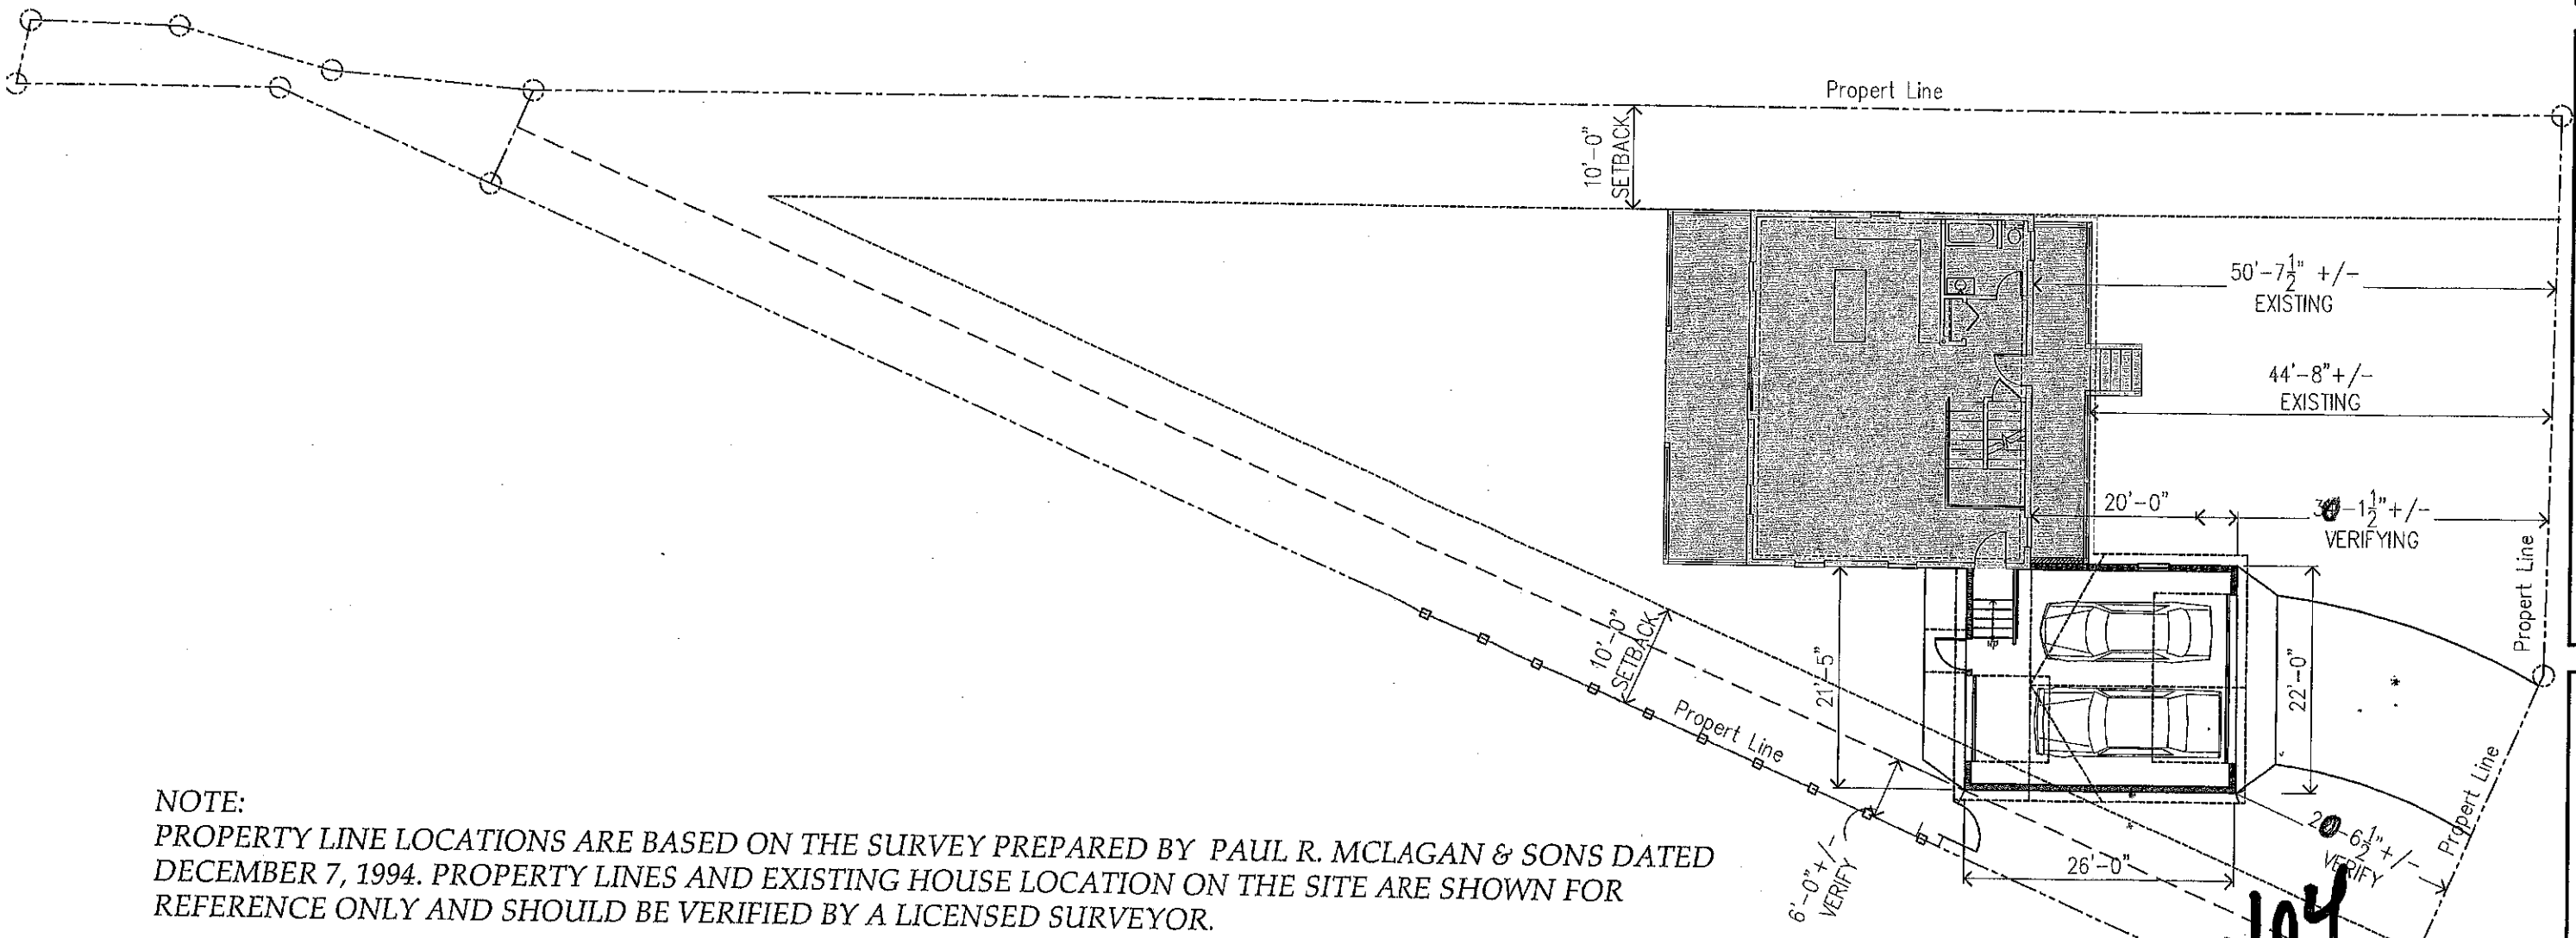 Propert Line
10'-0"
SETBACK
50'-7½" +/-
EXISTING
44'-8"+/-
EXISTING
20'-0"
-1½"+/-
VERIFYING
Propert Line
10'-0"
SETBACK
21'-5"
22'-0"
Propert Line
Propert Line
6'-0"+/-
VERIFY
26'-0"
-6½"+/-
VERIFY
104
NOTE:
PROPERTY LINE LOCATIONS ARE BASED ON THE SURVEY PREPARED BY PAUL R. MCLAGAN & SONS DATED
DECEMBER 7, 1994. PROPERTY LINES AND EXISTING HOUSE LOCATION ON THE SITE ARE SHOWN FOR
REFERENCE ONLY AND SHOULD BE VERIFIED BY A LICENSED SURVEYOR.